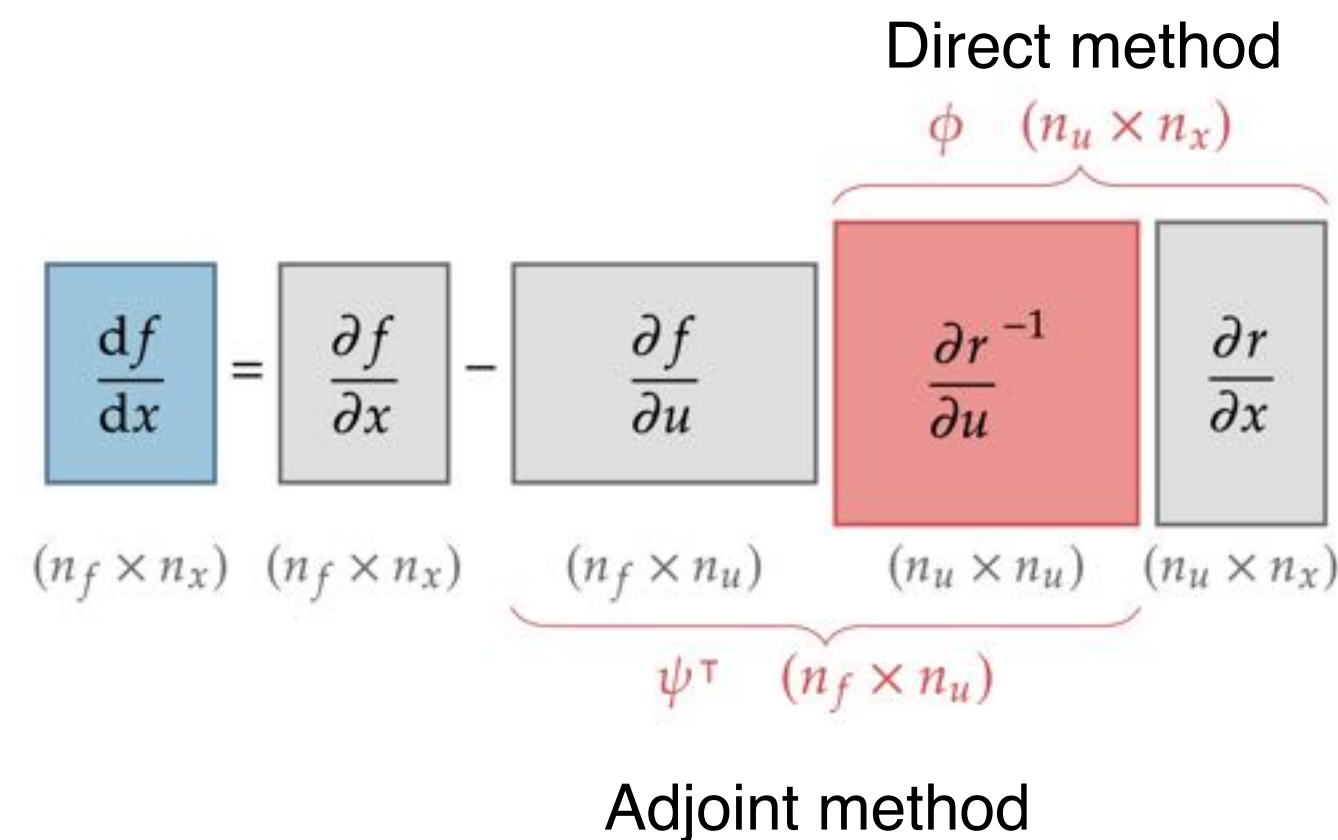 Direct method
ϕ (n_u × n_x)
df/dx = ∂f/∂x − ∂f/∂u ∂r/∂u⁻¹ ∂r/∂x
(n_f × n_x) (n_f × n_x) (n_f × n_u) (n_u × n_u) (n_u × n_x)
ψ⊤ (n_f × n_u)
Adjoint method